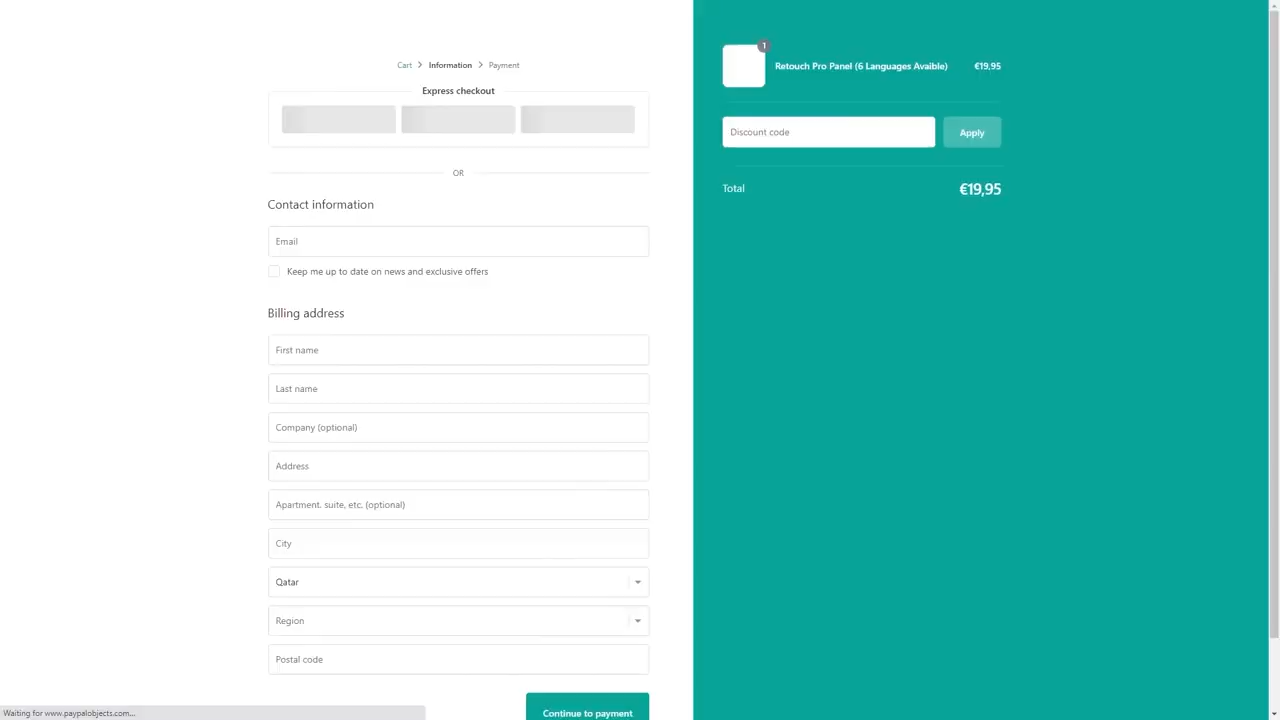 Cart > Information > Payment
Express checkout
OR
Contact information
Email
Keep me up to date on news and exclusive offers
Billing address
First name
Last name
Company (optional)
Address
Apartment, suite, etc. (optional)
City
Qatar
Region
Postal code
Continue to payment
Waiting for www.paypalobjects.com...
1
Retouch Pro Panel (6 Languages Avaible) €19,95
Discount code Apply
Total €19,95